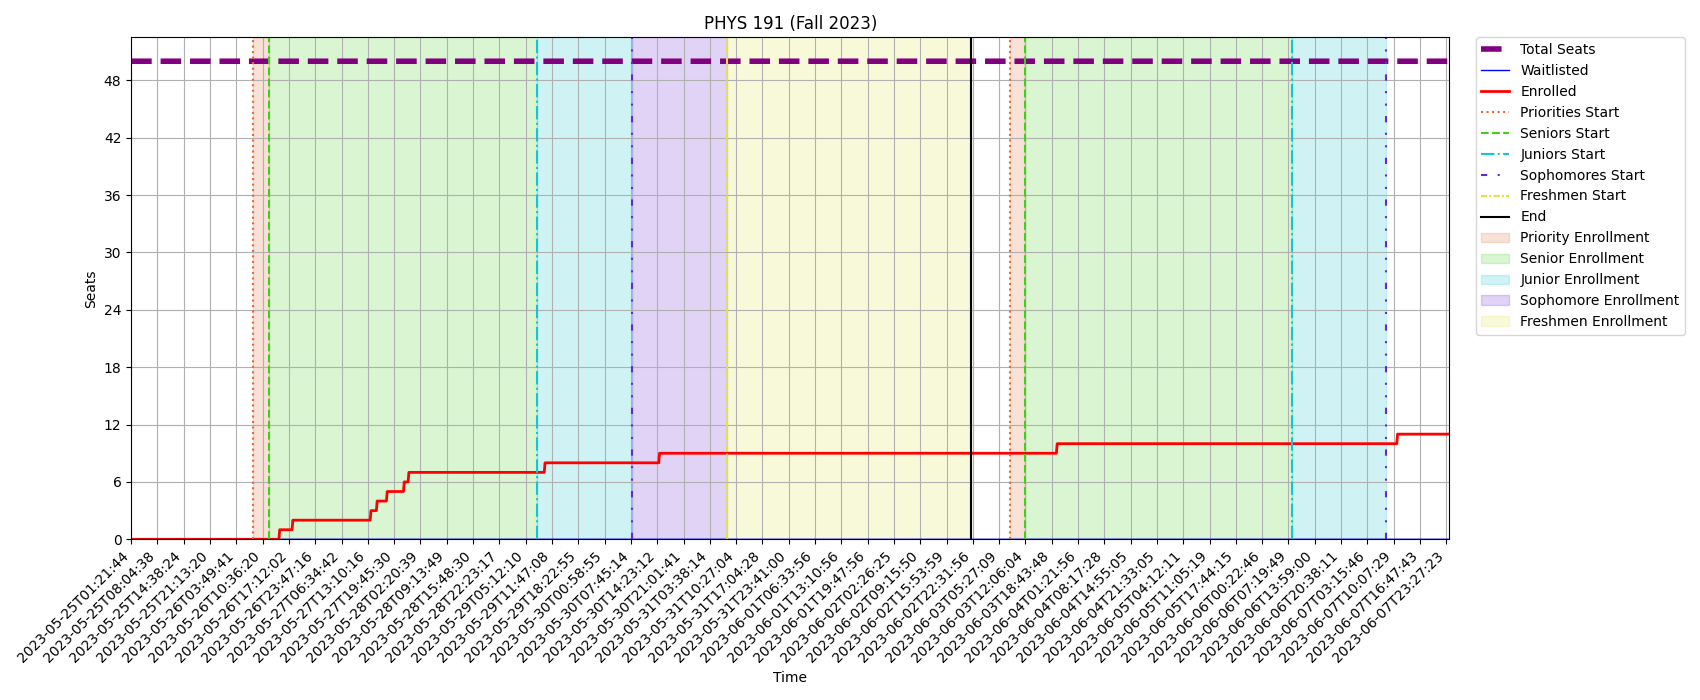 PHYS 191 (Fall 2023)
Seats
48
42
36
30
24
18
12
6
0
2023-05-25T01:21:44
2023-05-25T08:04:38
2023-05-25T14:38:24
2023-05-25T21:13:20
2023-05-26T03:49:41
2023-05-26T10:36:20
2023-05-26T17:12:02
2023-05-26T23:47:16
2023-05-27T06:34:42
2023-05-27T13:10:16
2023-05-27T19:45:30
2023-05-28T02:20:39
2023-05-28T09:13:49
2023-05-28T15:48:30
2023-05-28T22:23:17
2023-05-29T05:12:10
2023-05-29T11:47:08
2023-05-29T18:22:55
2023-05-30T00:58:55
2023-05-30T07:45:14
2023-05-30T14:23:12
2023-05-30T21:01:41
2023-05-31T03:38:14
2023-05-31T10:27:04
2023-05-31T17:04:28
2023-05-31T23:41:00
2023-06-01T06:33:56
2023-06-01T13:10:56
2023-06-01T19:47:56
2023-06-02T02:26:25
2023-06-02T09:15:50
2023-06-02T15:53:59
2023-06-02T22:31:56
2023-06-03T05:27:09
2023-06-03T12:06:04
2023-06-03T18:43:48
2023-06-04T01:21:56
2023-06-04T08:17:28
2023-06-04T14:55:05
2023-06-04T21:33:05
2023-06-05T04:12:11
2023-06-05T11:05:19
2023-06-05T17:44:15
2023-06-06T00:22:46
2023-06-06T07:19:49
2023-06-06T13:59:00
2023-06-06T20:38:11
2023-06-07T03:15:46
2023-06-07T10:07:29
2023-06-07T16:47:43
2023-06-07T23:27:23
Time
Total Seats
Waitlisted
Enrolled
Priorities Start
Seniors Start
Juniors Start
Sophomores Start
Freshmen Start
End
Priority Enrollment
Senior Enrollment
Junior Enrollment
Sophomore Enrollment
Freshmen Enrollment